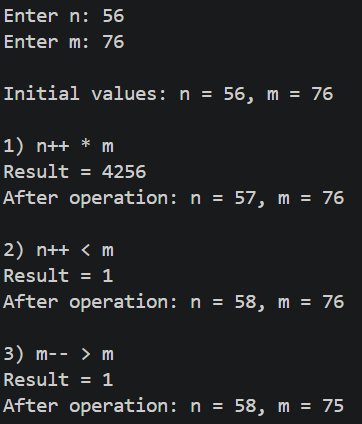 Enter n: 56
Enter m: 76
Initial values: n = 56, m = 76
1) n++ * m
Result = 4256
After operation: n = 57, m = 76
2) n++ < m
Result = 1
After operation: n = 58, m = 76
3) m-- > m
Result = 1
After operation: n = 58, m = 75